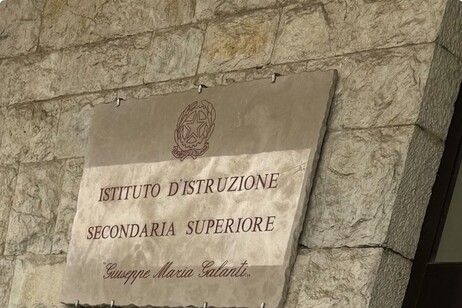 ISTITUTO D'ISTRUZIONE
SECONDARIA SUPERIORE
"Giuseppe Maria Galanti"